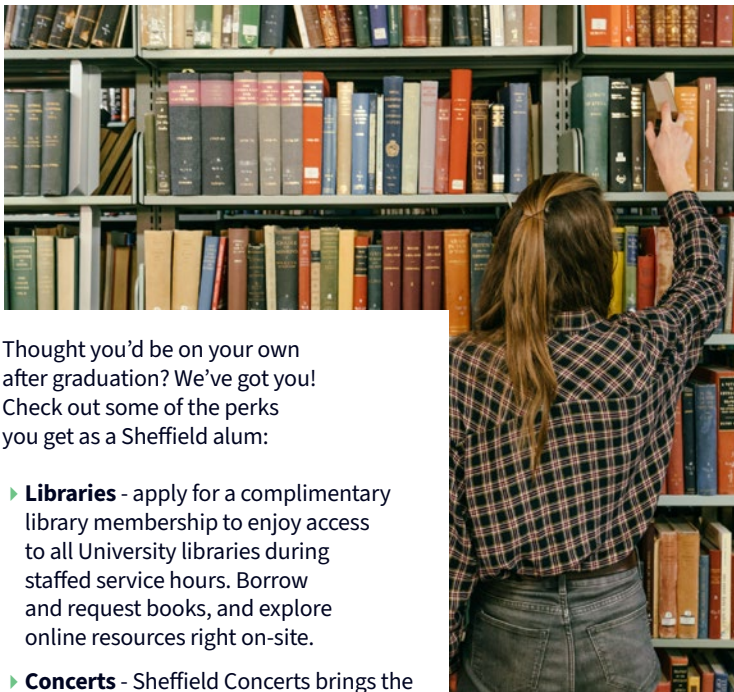 Thought you’d be on your own
after graduation? We’ve got you!
Check out some of the perks
you get as a Sheffield alum:
Libraries - apply for a complimentary
library membership to enjoy access
to all University libraries during
staffed service hours. Borrow
and request books, and explore
online resources right on-site.
Concerts - Sheffield Concerts brings the